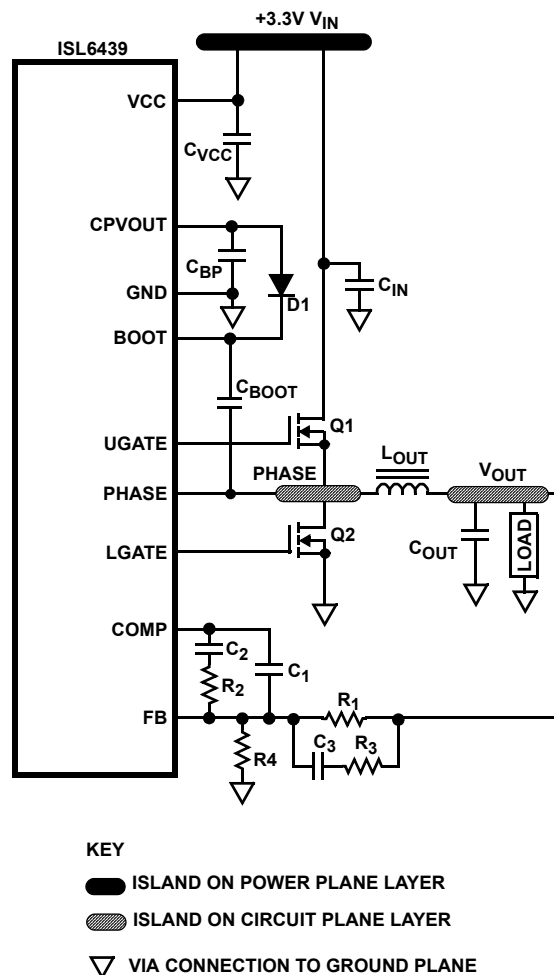 +3.3V VIN
ISL6439
VCC
CVCC
CPVOUT
CBP
GND
D1
CIN
BOOT
CBOOT
Q1
UGATE
LOUT
PHASE
PHASE
VOUT
Q2
LGATE
COUT
LOAD
COMP
C2
C1
R2
R1
FB
C3
R3
R4
KEY
ISLAND ON POWER PLANE LAYER
ISLAND ON CIRCUIT PLANE LAYER
VIA CONNECTION TO GROUND PLANE